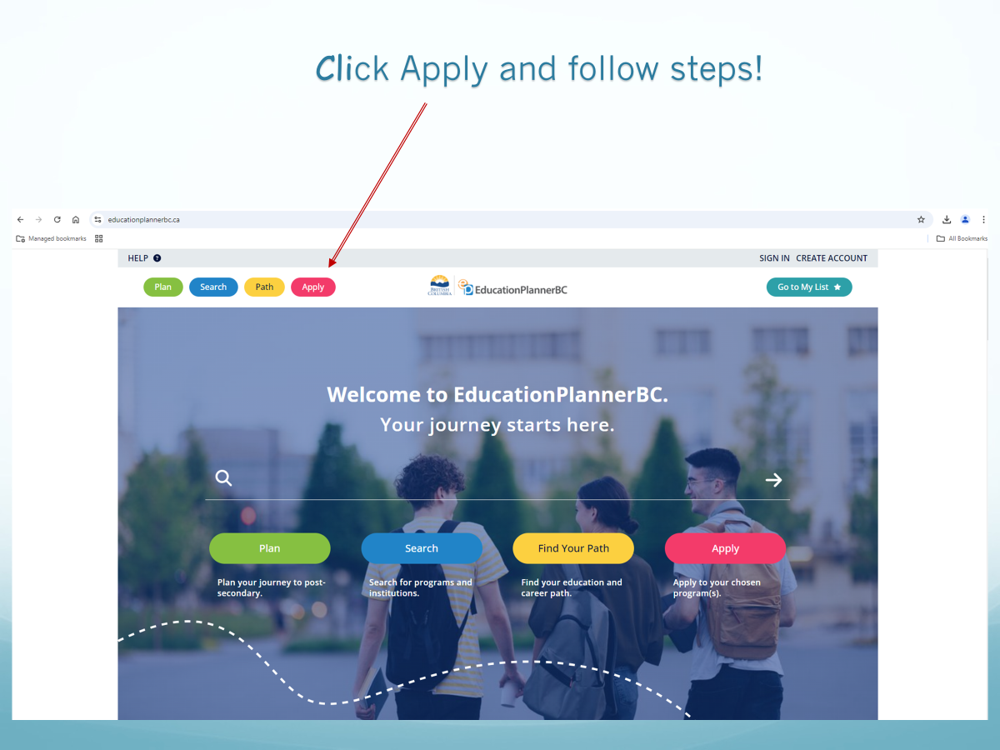 Click Apply and follow steps!
educationplannerbc.ca
Managed bookmarks
All Bookmarks
HELP ?
SIGN IN CREATE ACCOUNT
Plan
Search
Path
Apply
BRITISH
COLUMBIA
EducationPlannerBC
Go to My List
Welcome to EducationPlannerBC.
Your journey starts here.
Plan
Search
Find Your Path
Apply
Plan your journey to post-
secondary.
Search for programs and
institutions.
Find your education and
career path.
Apply to your chosen
program(s).